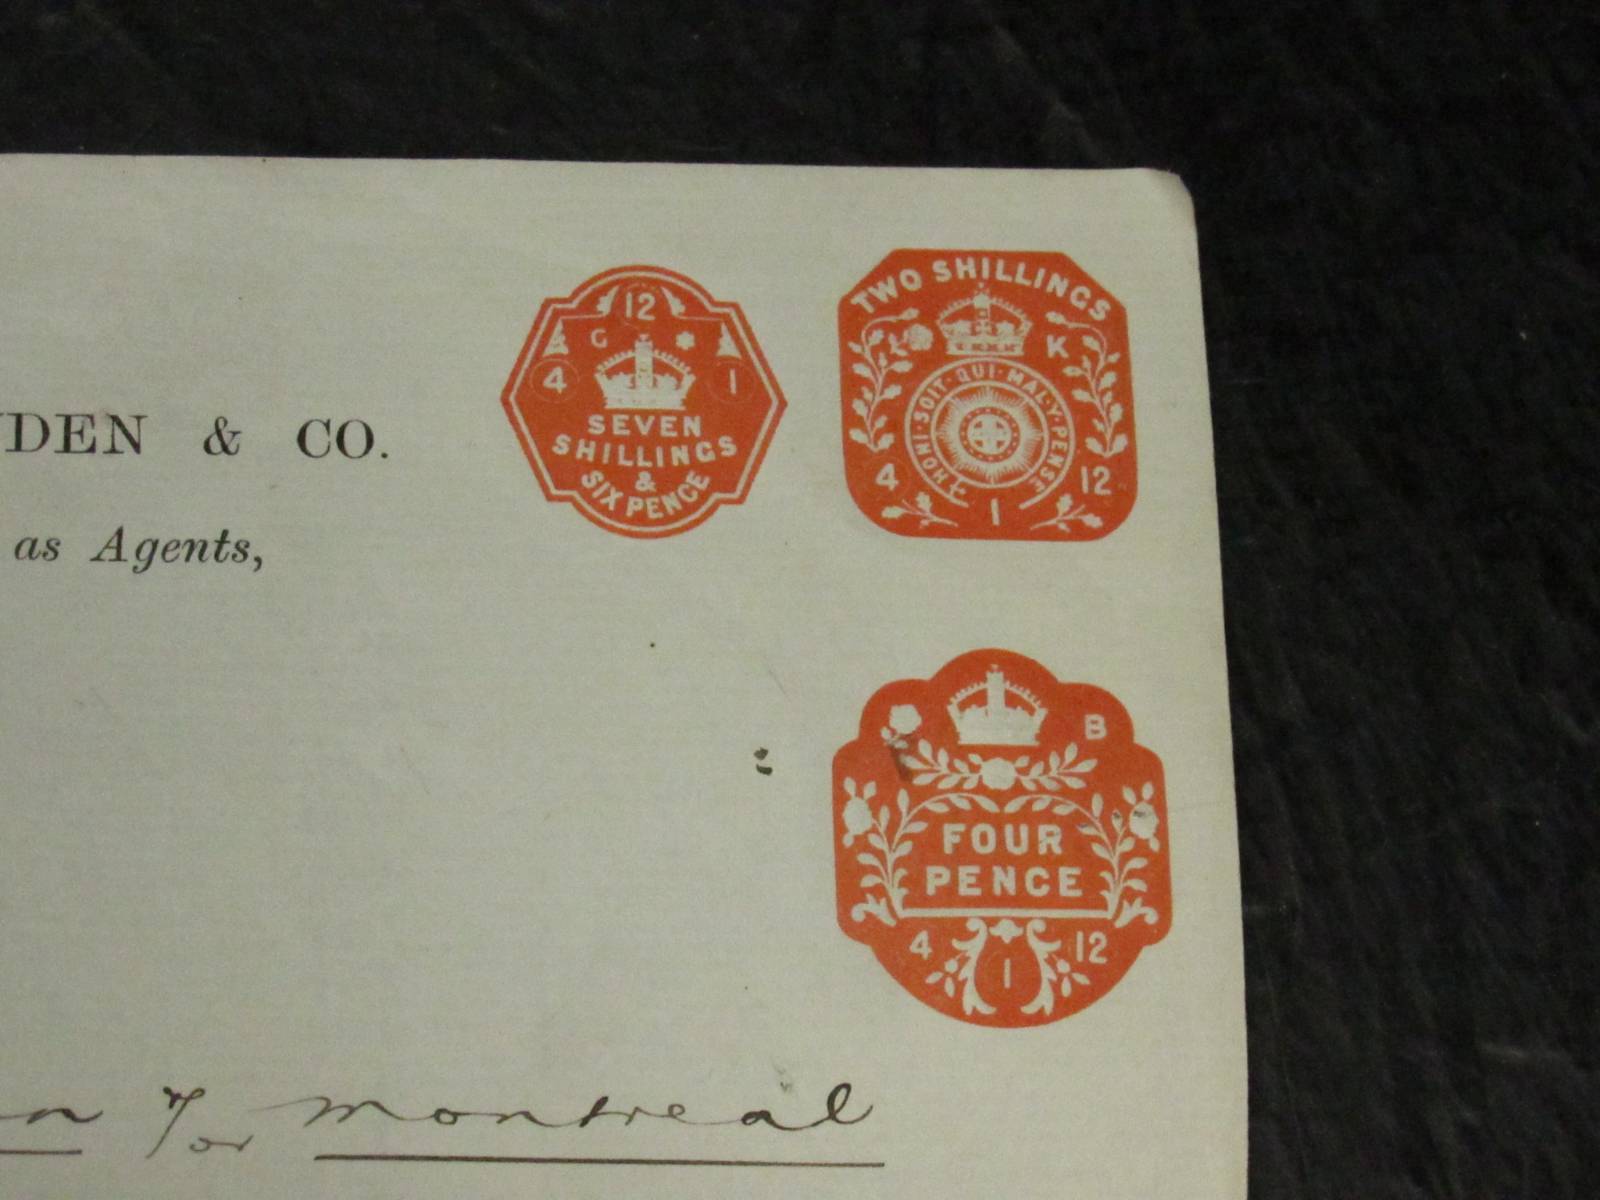 12
G
4 1
SEVEN
SHILLINGS
&
SIX PENCE
TWO SHILLINGS
K
HONI·SOIT·QUI·MAL·Y·PENSE
4 1 12
& CO.
as Agents,
B
FOUR
PENCE
4 1 12
Montreal